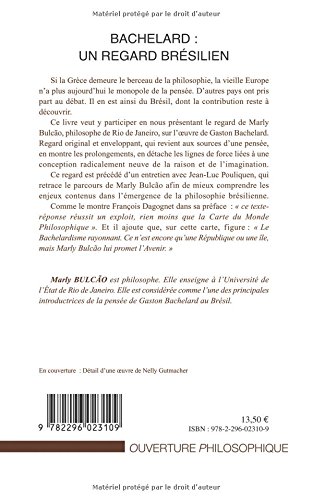 Matériel protégé par le droit d'auteur
BACHELARD :
UN REGARD BRÉSILIEN
Si la Grèce demeure le berceau de la philosophie, la vieille Europe
n'a plus aujourd'hui le monopole de la pensée. D'autres pays ont pris
part au débat. Il en est ainsi du Brésil, dont la contribution reste à
découvrir.
Ce livre veut y participer en nous présentant le regard de Marly
Bulcão, philosophe de Rio de Janeiro, sur l'œuvre de Gaston Bachelard.
Regard original et enveloppant, qui revient aux sources d'une pensée,
en montre les prolongements, en détache les lignes de force liées à une
conception radicalement neuve de la raison et de l'imagination.
Ce regard est précédé d'un entretien avec Jean-Luc Pouliquen, qui
retrace le parcours de Marly Bulcão afin de mieux comprendre les
enjeux contenus dans l'émergence de la philosophie brésilienne.
Comme le montre François Dagognet dans sa préface : « ce texte-
réponse réussit un exploit, rien moins que la Carte du Monde
Philosophique ». Et il ajoute que, sur cette carte, figure : « Le
Bachelardisme rayonnant. Ce n'est encore qu'une République ou une île,
mais Marly Bulcão lui promet l'Avenir. »
Marly BULCÃO est philosophe. Elle enseigne à l'Université de
l'État de Rio de Janeiro. Elle est considérée comme l'une des principales
introductrices de la pensée de Gaston Bachelard au Brésil.
En couverture : Détail d'une œuvre de Nelly Gutmacher
9 782296 023109
13,50 €
ISBN : 978-2-296-02310-9
OUVERTURE PHILOSOPHIQUE
Matériel protégé par le droit d'auteur